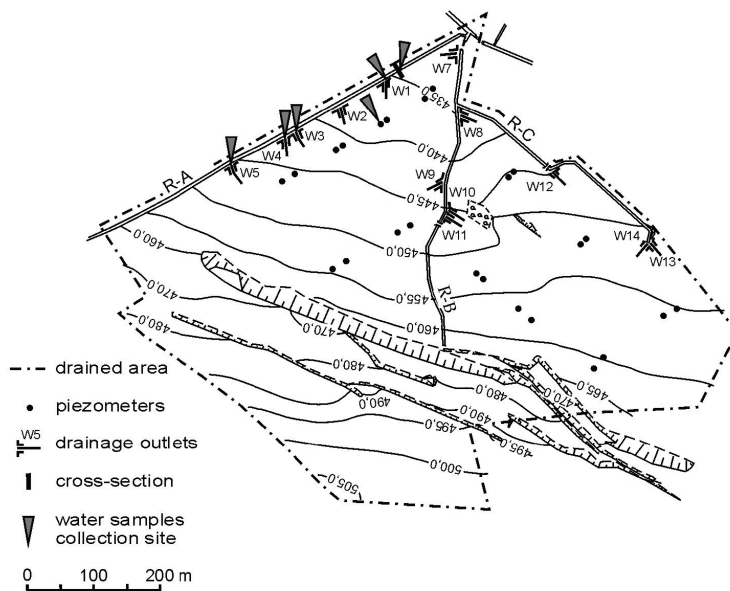 W7
W1
435,0
W2
W8
R-C
W3
W4
440,0
W5
R-A
W9
W12
W10
445,0
W11
W14
W13
460,0
450,0
470,0
455,0
R-B
480,0
470,0
460,0
480,0
480,0
465,0
470,0
490,0
490,0
495,0
495,0
500,0
505,0
drained area
piezometers
W5
drainage outlets
cross-section
water samples
collection site
0 100 200 m